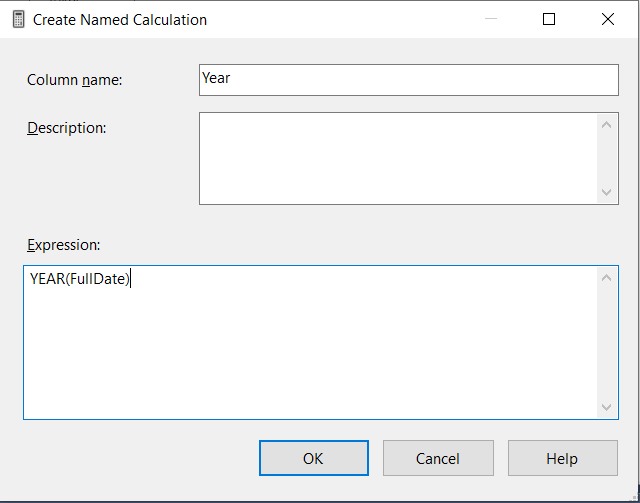 Create Named Calculation
Column name:
Year
Description:
Expression:
YEAR(FullDate)
OK
Cancel
Help